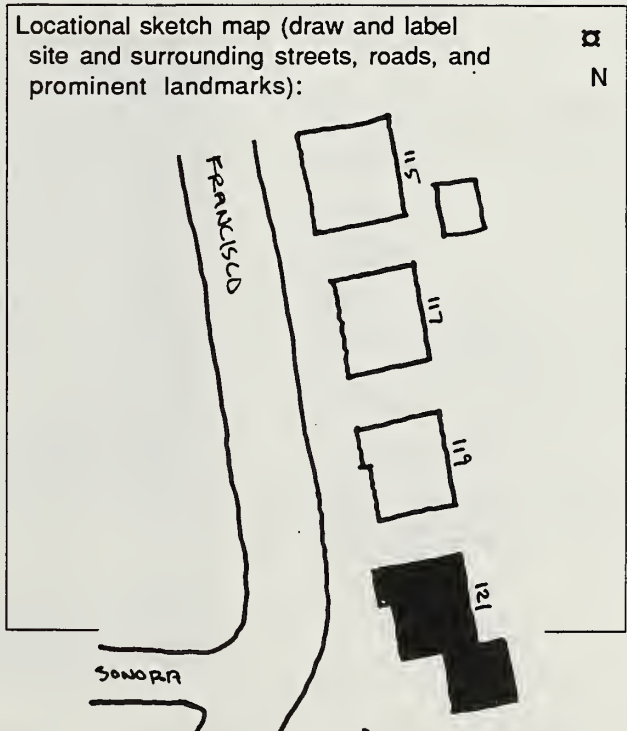 Locational sketch map (draw and label
site and surrounding streets, roads, and
prominent landmarks):
¤
N
FRANCISCO
115
117
119
121
SONORA